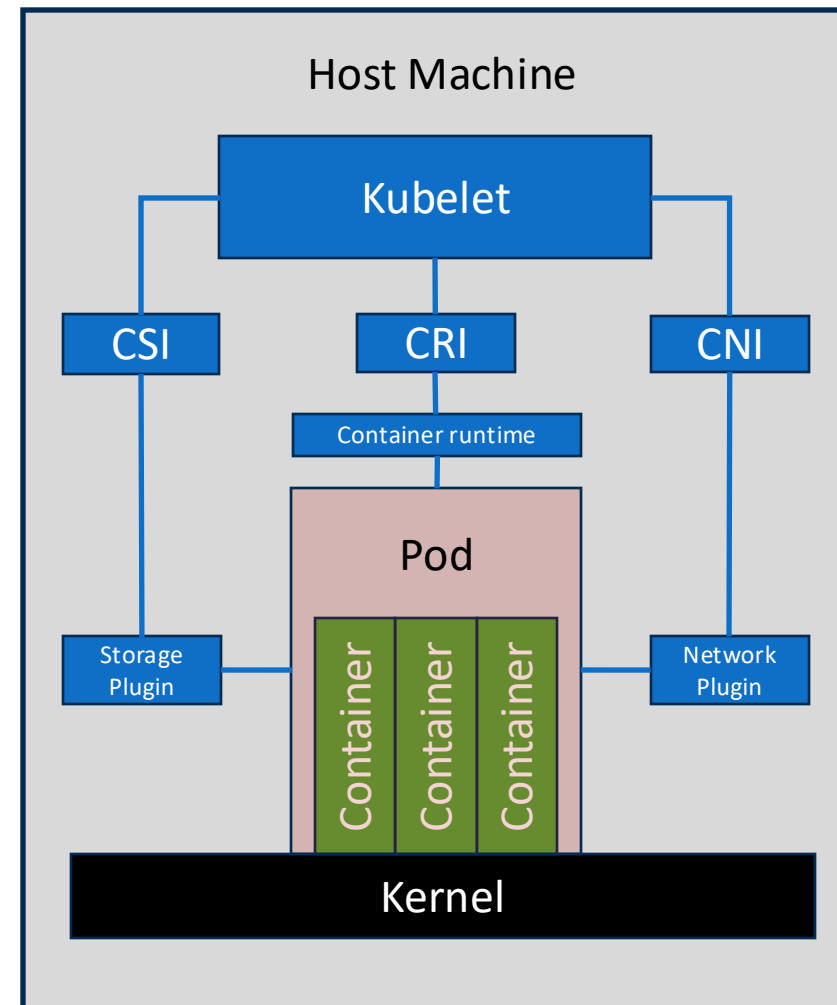 Host Machine
Kubelet
CSI
CRI
CNI
Container runtime
Pod
Storage
Plugin
Container
Container
Container
Network
Plugin
Kernel